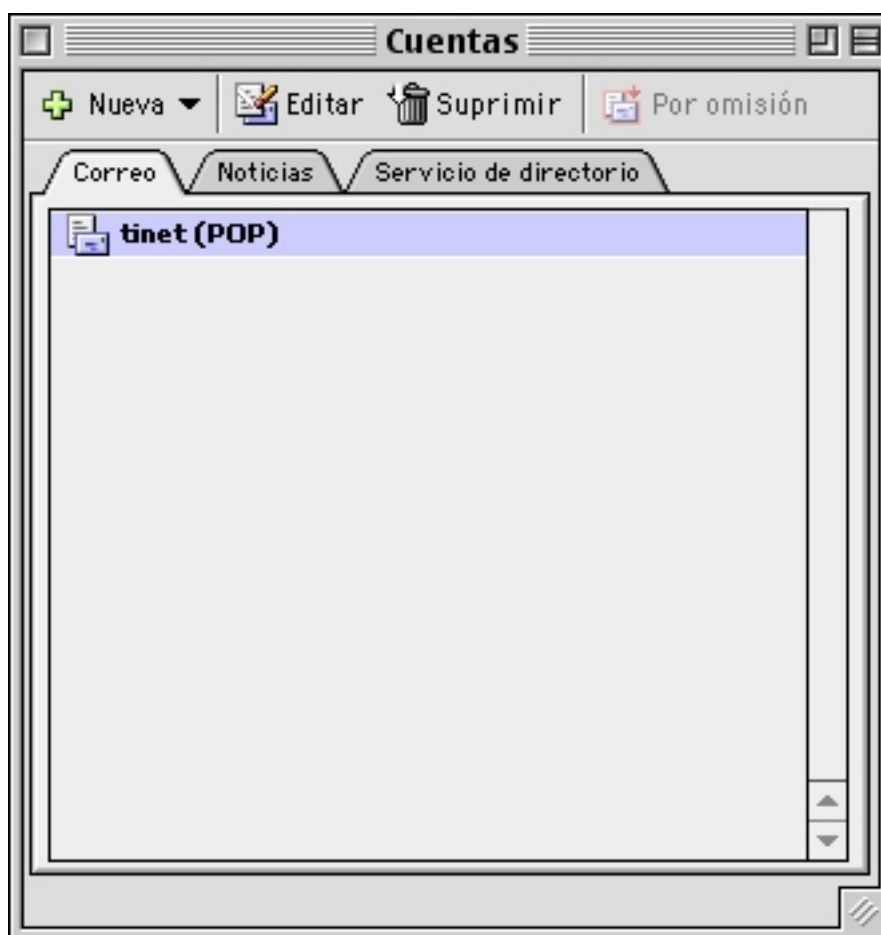 Cuentas
Nueva Editar Suprimir Por omisión
Correo Noticias Servicio de directorio
tinet (POP)